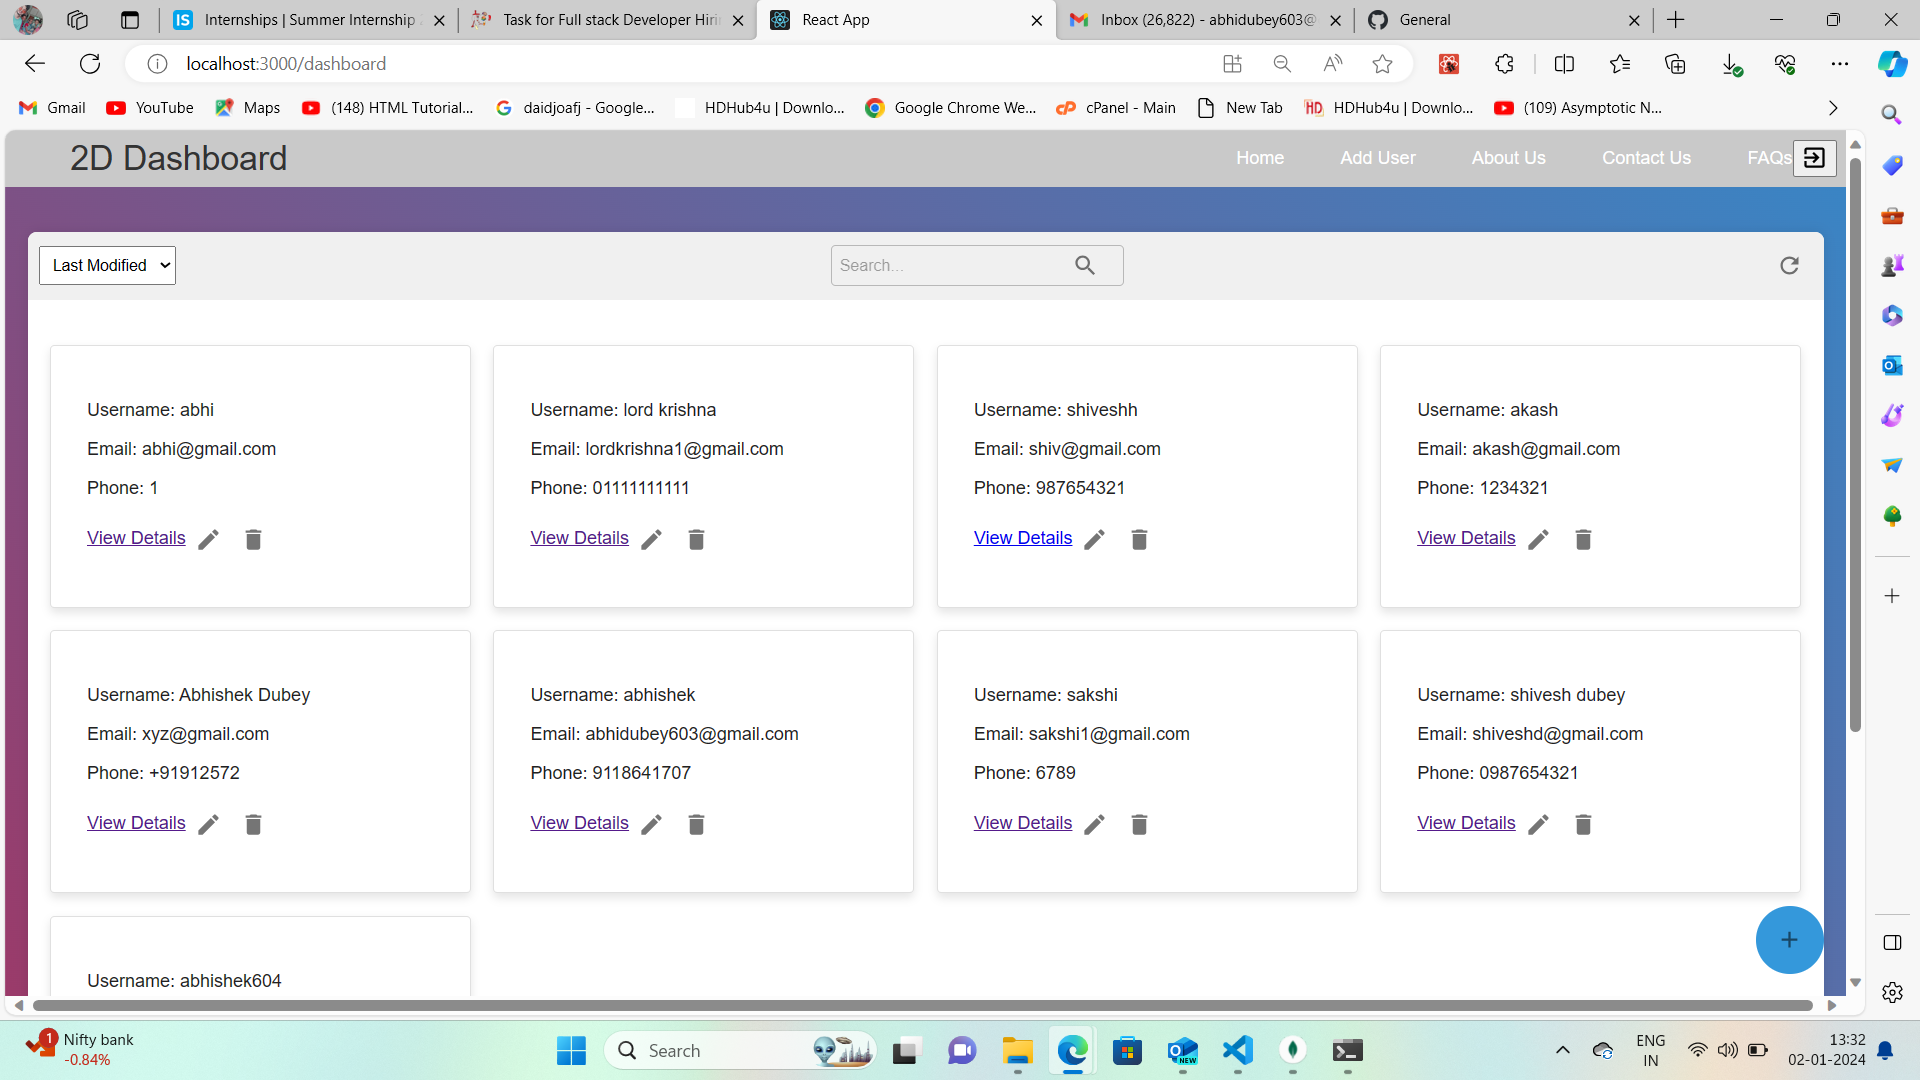 Internships | Summer Internship
Task for Full stack Developer Hiri
React App
Inbox (26,822) - abhidubey603@
General
localhost:3000/dashboard
Gmail
YouTube
Maps
(148) HTML Tutorial...
daidjoafj - Google...
HDHub4u | Downlo...
Google Chrome We...
cPanel - Main
New Tab
HDHub4u | Downlo...
(109) Asymptotic N...
2D Dashboard
Home
Add User
About Us
Contact Us
FAQs
Last Modified
Search...
Username: abhi
Email: abhi@gmail.com
Phone: 1
View Details
Username: lord krishna
Email: lordkrishna1@gmail.com
Phone: 01111111111
View Details
Username: shiveshh
Email: shiv@gmail.com
Phone: 987654321
View Details
Username: akash
Email: akash@gmail.com
Phone: 1234321
View Details
Username: Abhishek Dubey
Email: xyz@gmail.com
Phone: +91912572
View Details
Username: abhishek
Email: abhidubey603@gmail.com
Phone: 9118641707
View Details
Username: sakshi
Email: sakshi1@gmail.com
Phone: 6789
View Details
Username: shivesh dubey
Email: shiveshd@gmail.com
Phone: 0987654321
View Details
Username: abhishek604
+
1
Nifty bank
-0.84%
Search
NEW
ENG
IN
13:32
02-01-2024